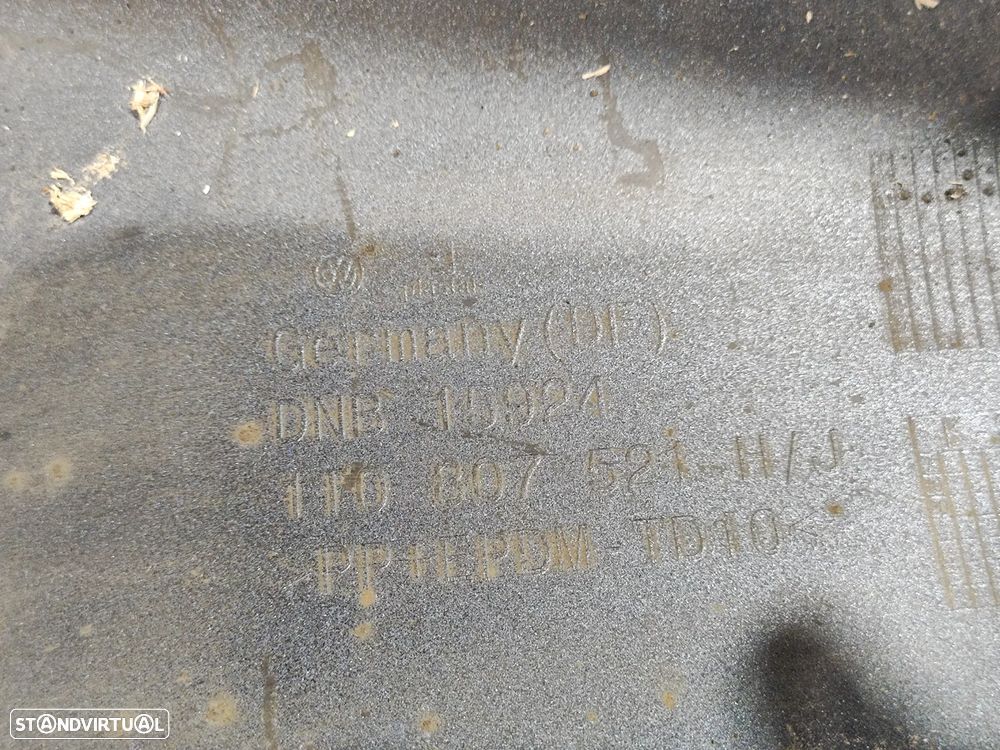 Germany (DE)
DNB 15924
1T0 807 521 H/J
>PP+EPDM-TD10<
STANDVIRTUAL